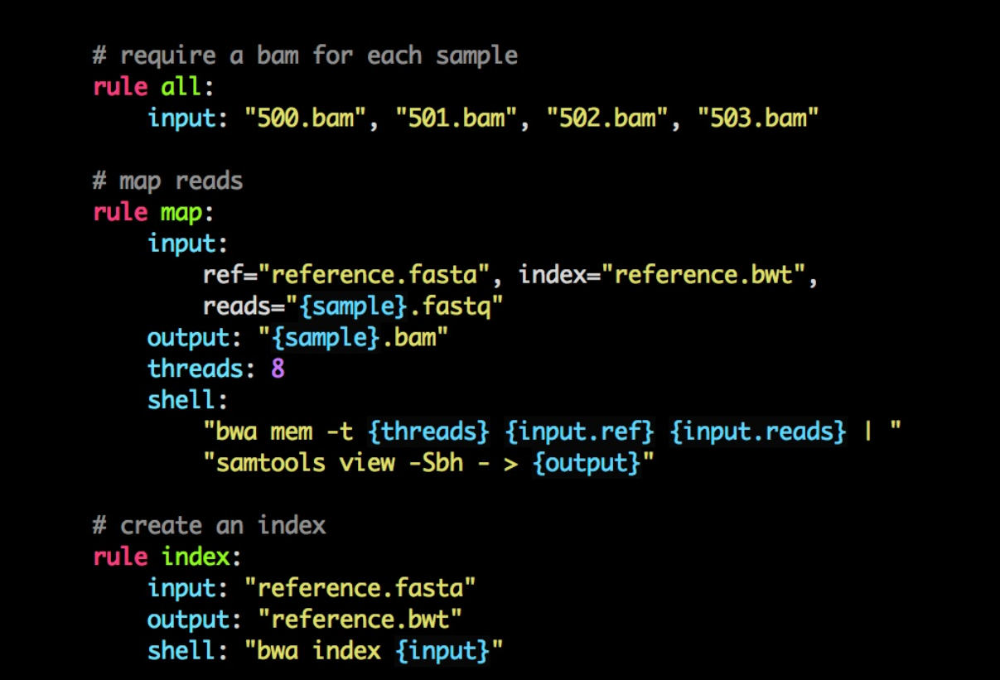 # require a bam for each sample
rule all:
    input: "500.bam", "501.bam", "502.bam", "503.bam"

# map reads
rule map:
    input:
        ref="reference.fasta", index="reference.bwt",
        reads="{sample}.fastq"
    output: "{sample}.bam"
    threads: 8
    shell:
        "bwa mem -t {threads} {input.ref} {input.reads} | "
        "samtools view -Sbh - > {output}"

# create an index
rule index:
    input: "reference.fasta"
    output: "reference.bwt"
    shell: "bwa index {input}"